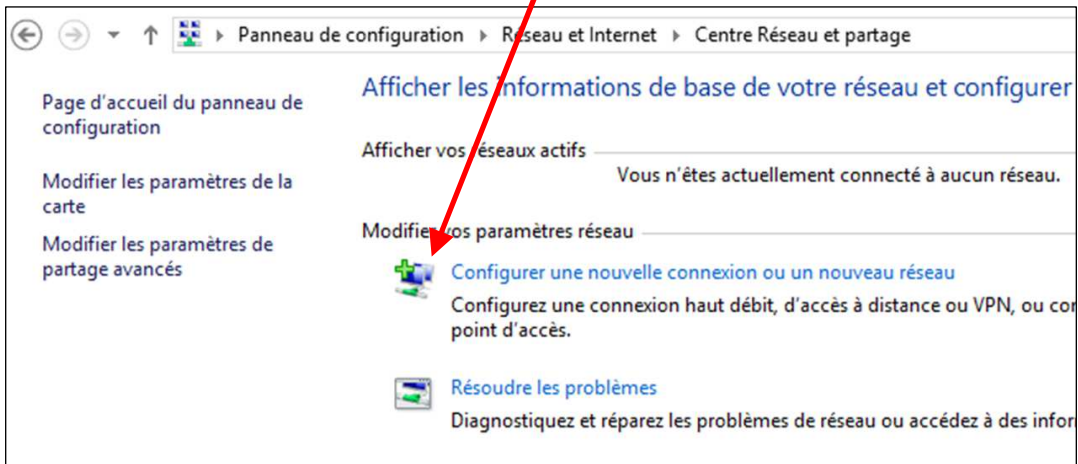 Panneau de configuration ▸ Réseau et Internet ▸ Centre Réseau et partage
Page d'accueil du panneau de
configuration
Modifier les paramètres de la
carte
Modifier les paramètres de
partage avancés
Afficher les informations de base de votre réseau et configurer
Afficher vos réseaux actifs
Vous n'êtes actuellement connecté à aucun réseau.
Modifier vos paramètres réseau
Configurer une nouvelle connexion ou un nouveau réseau
Configurez une connexion haut débit, d'accès à distance ou VPN, ou
point d'accès.
Résoudre les problèmes
Diagnostiquez et réparez les problèmes de réseau ou accédez à des